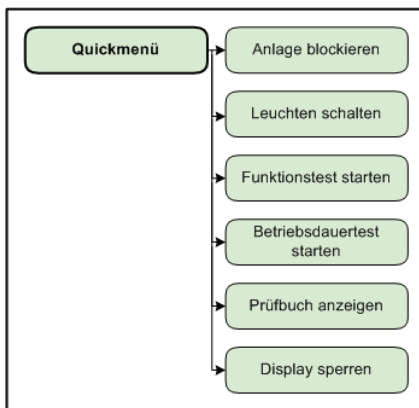 Quickmenü
Anlage blockieren
Leuchten schalten
Funktionstest starten
Betriebsdauertest
starten
Prüfbuch anzeigen
Display sperren